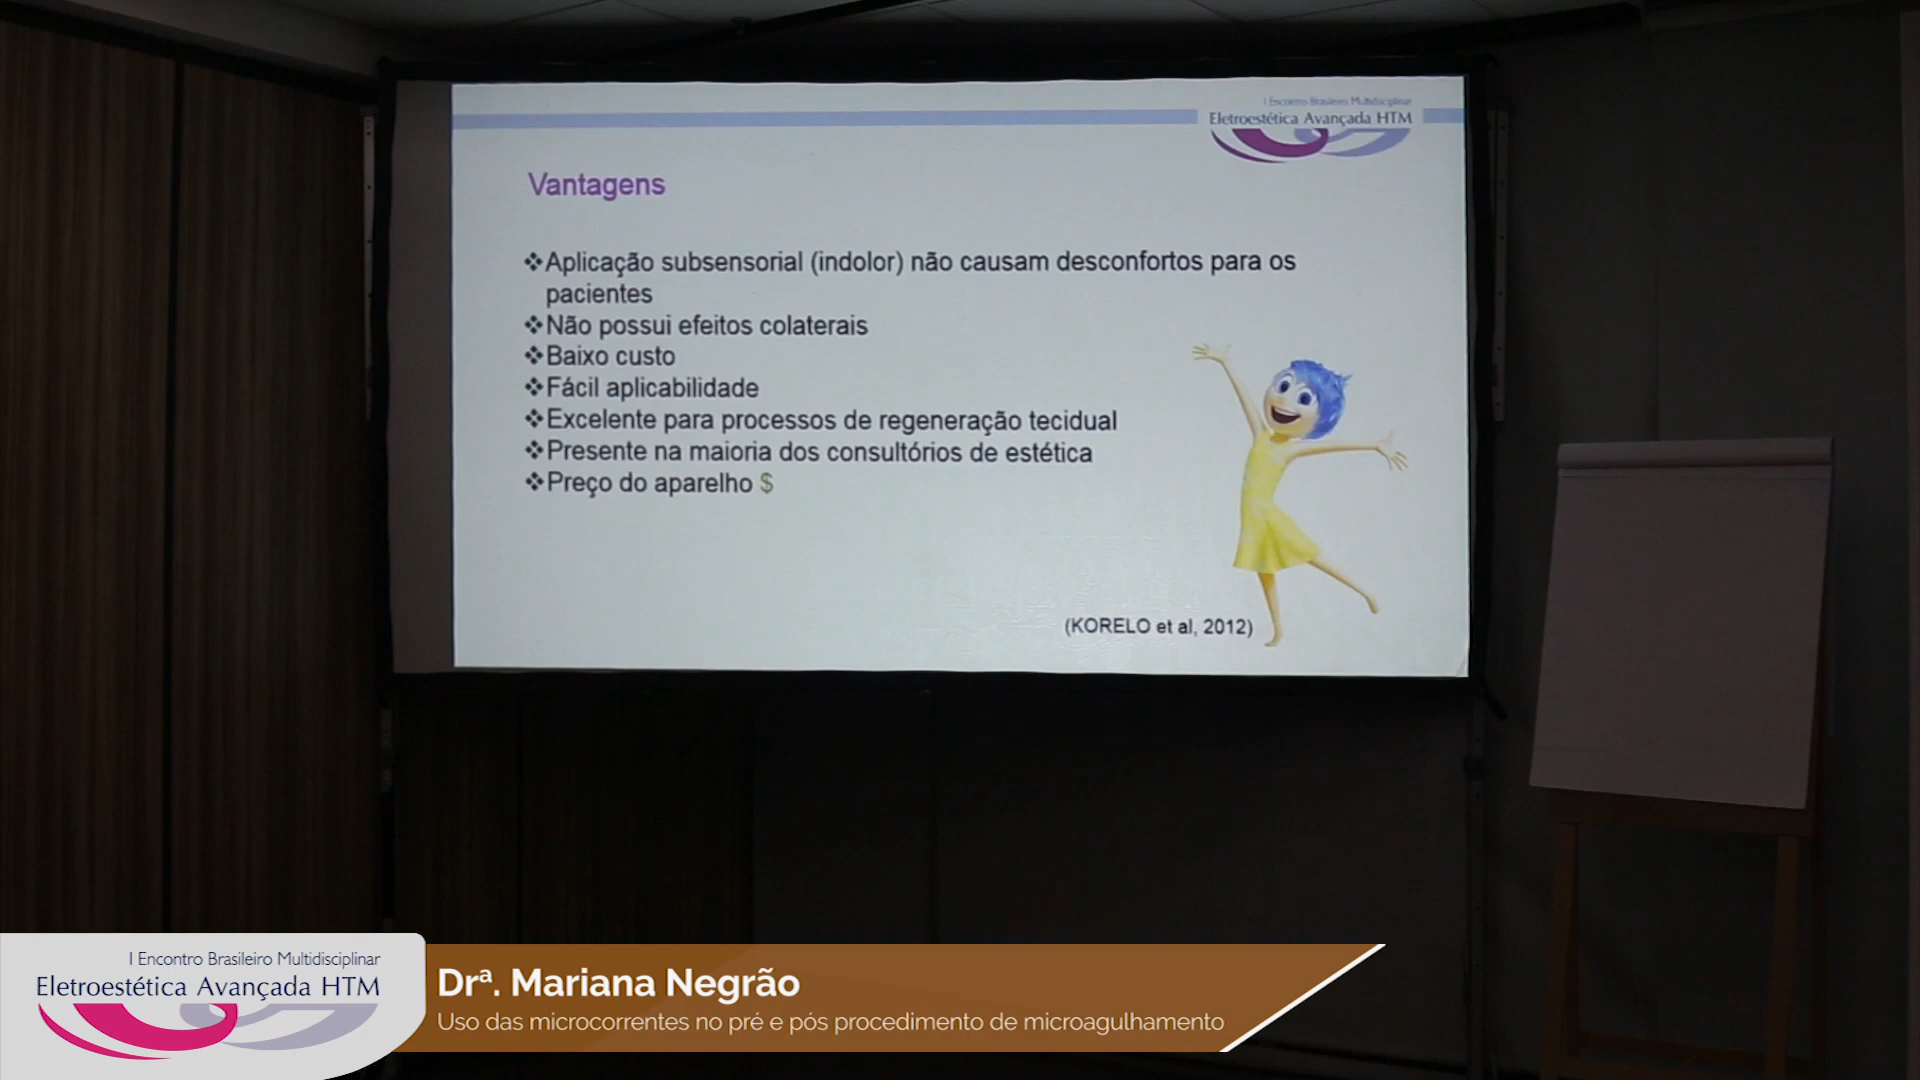 I Encontro Brasileiro Multidisciplinar
Eletroestética Avançada HTM
Vantagens
❖Aplicação subsensorial (indolor) não causam desconfortos para os
pacientes
❖Não possui efeitos colaterais
❖Baixo custo
❖Fácil aplicabilidade
❖Excelente para processos de regeneração tecidual
❖Presente na maioria dos consultórios de estética
❖Preço do aparelho $
(KORELO et al, 2012)
I Encontro Brasileiro Multidisciplinar
Eletroestética Avançada HTM
Drª. Mariana Negrão
Uso das microcorrentes no pré e pós procedimento de microagulhamento